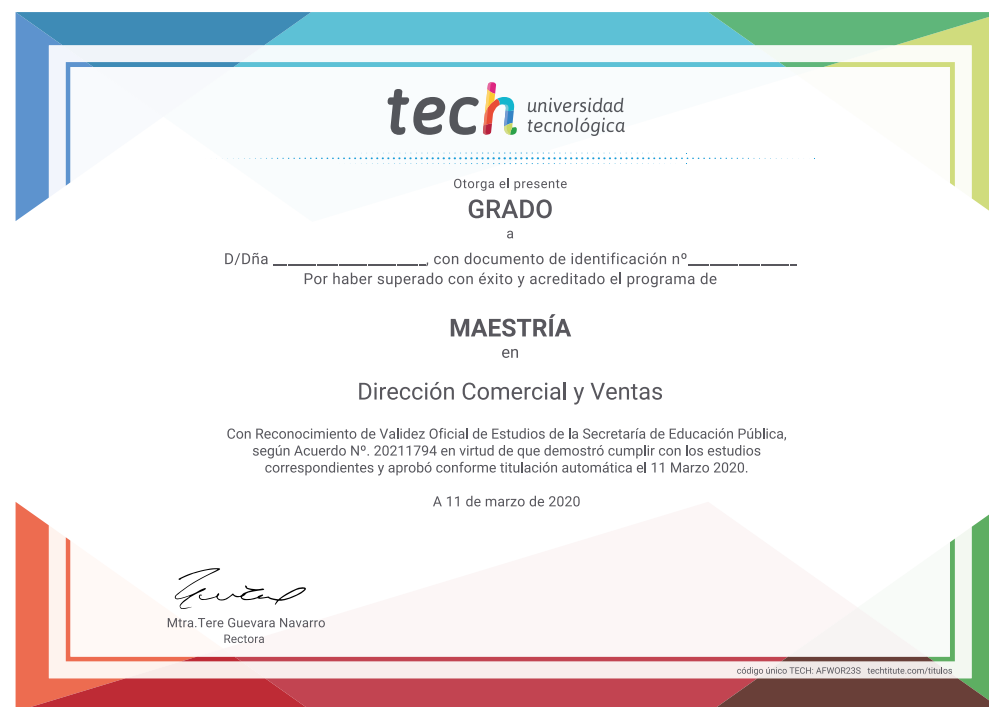 tech universidad
tecnológica
Otorga el presente
GRADO
a
D/Dña ____________________, con documento de identificación nº______________
Por haber superado con éxito y acreditado el programa de
MAESTRÍA
en
Dirección Comercial y Ventas
Con Reconocimiento de Validez Oficial de Estudios de la Secretaría de Educación Pública,
según Acuerdo Nº. 20211794 en virtud de que demostró cumplir con los estudios
correspondientes y aprobó conforme titulación automática el 11 Marzo 2020.
A 11 de marzo de 2020
Mtra.Tere Guevara Navarro
Rectora
código único TECH: AFWOR23S techtitute.com/titulos